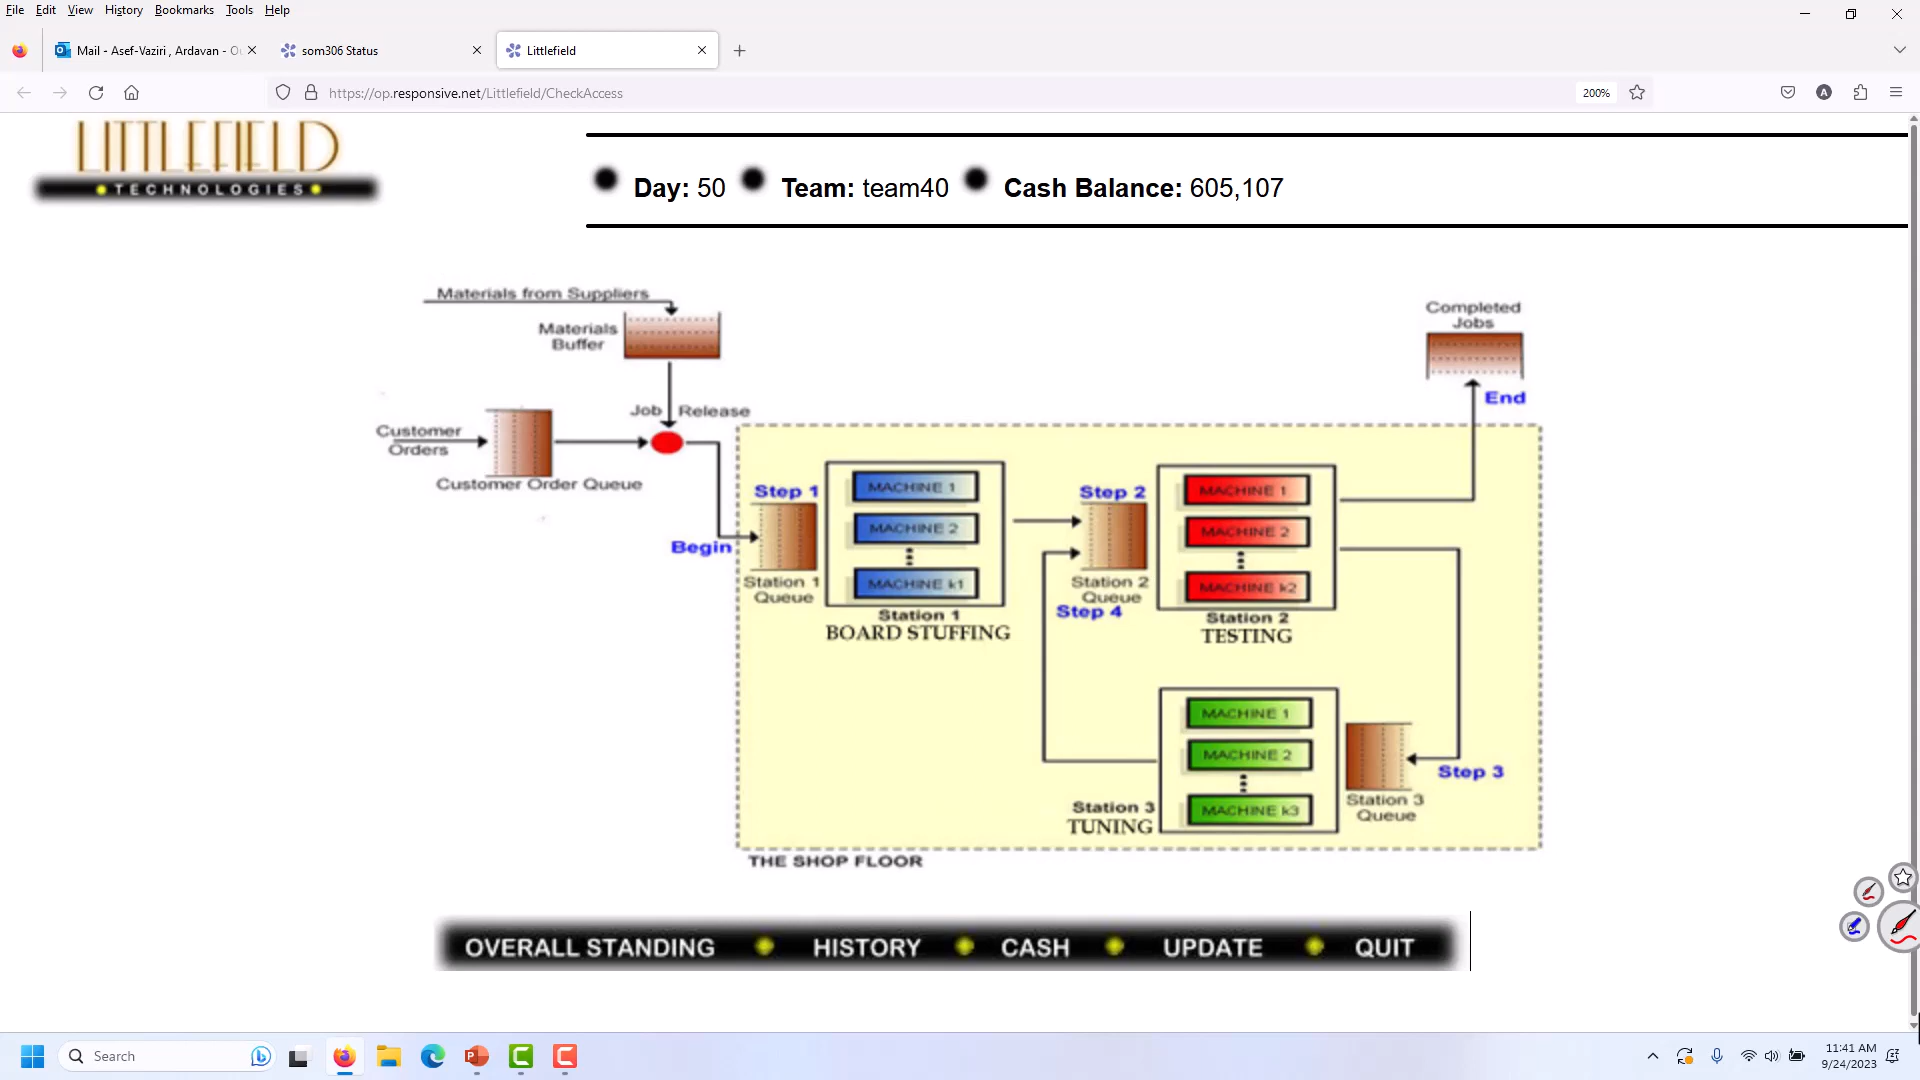 File Edit View History Bookmarks Tools Help
Mail - Asef-Vaziri , Ardavan - O
som306 Status
Littlefield
https://op.responsive.net/Littlefield/CheckAccess
200%
A
LITTLEFIELD
TECHNOLOGIES
Day: 50 Team: team40 Cash Balance: 605,107
Materials from Suppliers
Materials
Buffer
Completed
Jobs
End
Job Release
Customer
Orders
Customer Order Queue
Begin
Step 1
Station 1
Queue
MACHINE 1
MACHINE 2
MACHINE k1
Station 1
BOARD STUFFING
Step 2
Station 2
Queue
Step 4
MACHINE 1
MACHINE 2
MACHINE k2
Station 2
TESTING
MACHINE 1
MACHINE 2
MACHINE k3
Station 3
TUNING
Step 3
Station 3
Queue
THE SHOP FLOOR
OVERALL STANDING HISTORY CASH UPDATE QUIT
Search
11:41 AM
9/24/2023